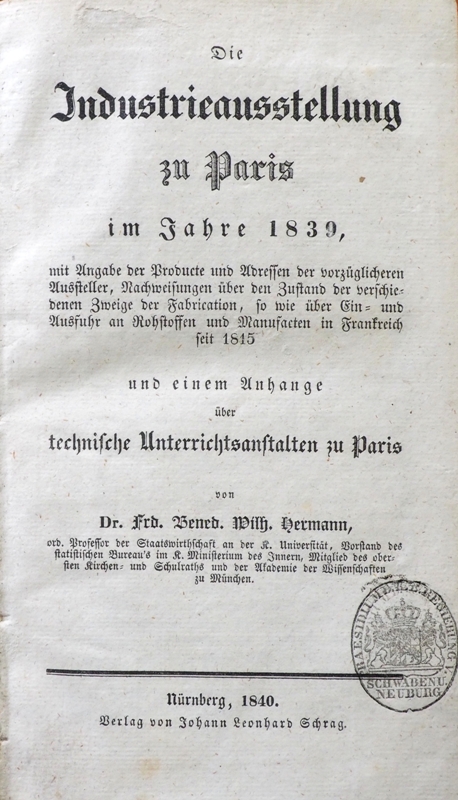 Die
Industrieausstellung
zu Paris
im Jahre 1839,
mit Angabe der Producte und Adressen der vorzüglicheren
Aussteller, Nachweisungen über den Zustand der verschie-
denen Zweige der Fabrication, so wie über Ein- und
Ausfuhr an Rohstoffen und Manufacten in Frankreich
seit 1815
und einem Anhange
über
technische Unterrichtsanstalten zu Paris
von
Dr. Frd. Bened. Wilh. Hermann,
ord. Professor der Staatswirthschaft an der K. Universität, Vorstand des
statistischen Bureau's im K. Ministerium des Innern, Mitglied des ober-
sten Kirchen- und Schulraths und der Akademie der Wissenschaften
zu München.
SCHWABEN U.
NEUBURG
Nürnberg, 1840.
Verlag von Johann Leonhard Schrag.